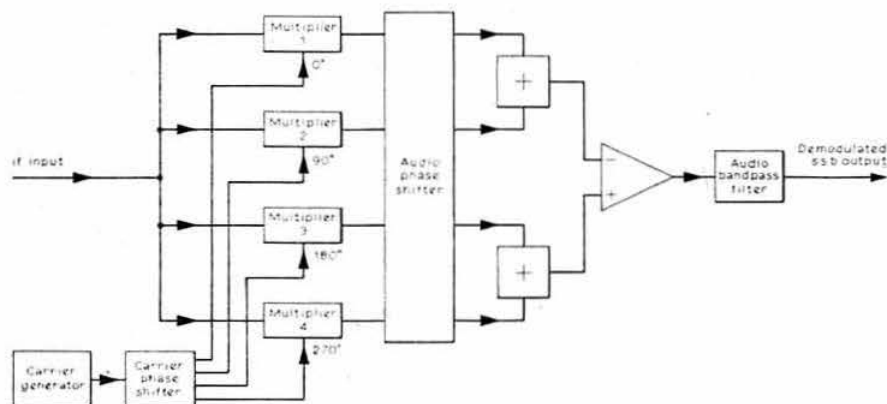 Multiplier
1
0°
Multiplier
2
90°
if input
Multiplier
3
180°
Multiplier
4
270°
Carrier
generator
Carrier
phase
shifter
Audio
phase
shifter
+
+
−
+
Audio
bandpass
filter
Demodulated
ssb output